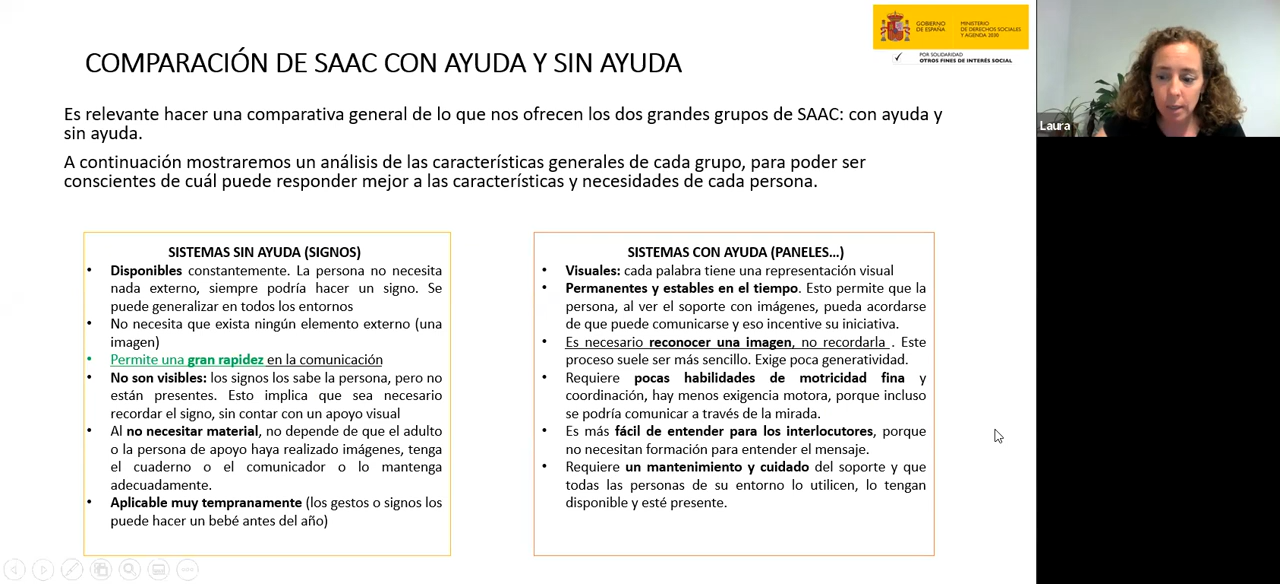 GOBIERNO
DE ESPAÑA
MINISTERIO
DE DERECHOS SOCIALES
Y AGENDA 2030
POR SOLIDARIDAD
OTROS FINES DE INTERÉS SOCIAL
COMPARACIÓN DE SAAC CON AYUDA Y SIN AYUDA
Es relevante hacer una comparativa general de lo que nos ofrecen los dos grandes grupos de SAAC: con ayuda y
sin ayuda.
A continuación mostraremos un análisis de las características generales de cada grupo, para poder ser
conscientes de cuál puede responder mejor a las características y necesidades de cada persona.
SISTEMAS SIN AYUDA (SIGNOS)
• Disponibles constantemente. La persona no necesita
nada externo, siempre podría hacer un signo. Se
puede generalizar en todos los entornos
• No necesita que exista ningún elemento externo (una
imagen)
• Permite una gran rapidez en la comunicación
• No son visibles: los signos los sabe la persona, pero no
están presentes. Esto implica que sea necesario
recordar el signo, sin contar con un apoyo visual
• Al no necesitar material, no depende de que el adulto
o la persona de apoyo haya realizado imágenes, tenga
el cuaderno o el comunicador o lo mantenga
adecuadamente.
• Aplicable muy tempranamente (los gestos o signos los
puede hacer un bebé antes del año)
SISTEMAS CON AYUDA (PANELES...)
• Visuales: cada palabra tiene una representación visual
• Permanentes y estables en el tiempo. Esto permite que la
persona, al ver el soporte con imágenes, pueda acordarse
de que puede comunicarse y eso incentive su iniciativa.
• Es necesario reconocer una imagen, no recordarla . Este
proceso suele ser más sencillo. Exige poca generatividad.
• Requiere pocas habilidades de motricidad fina y
coordinación, hay menos exigencia motora, porque incluso
se podría comunicar a través de la mirada.
• Es más fácil de entender para los interlocutores, porque
no necesitan formación para entender el mensaje.
• Requiere un mantenimiento y cuidado del soporte y que
todas las personas de su entorno lo utilicen, lo tengan
disponible y esté presente.
Laura